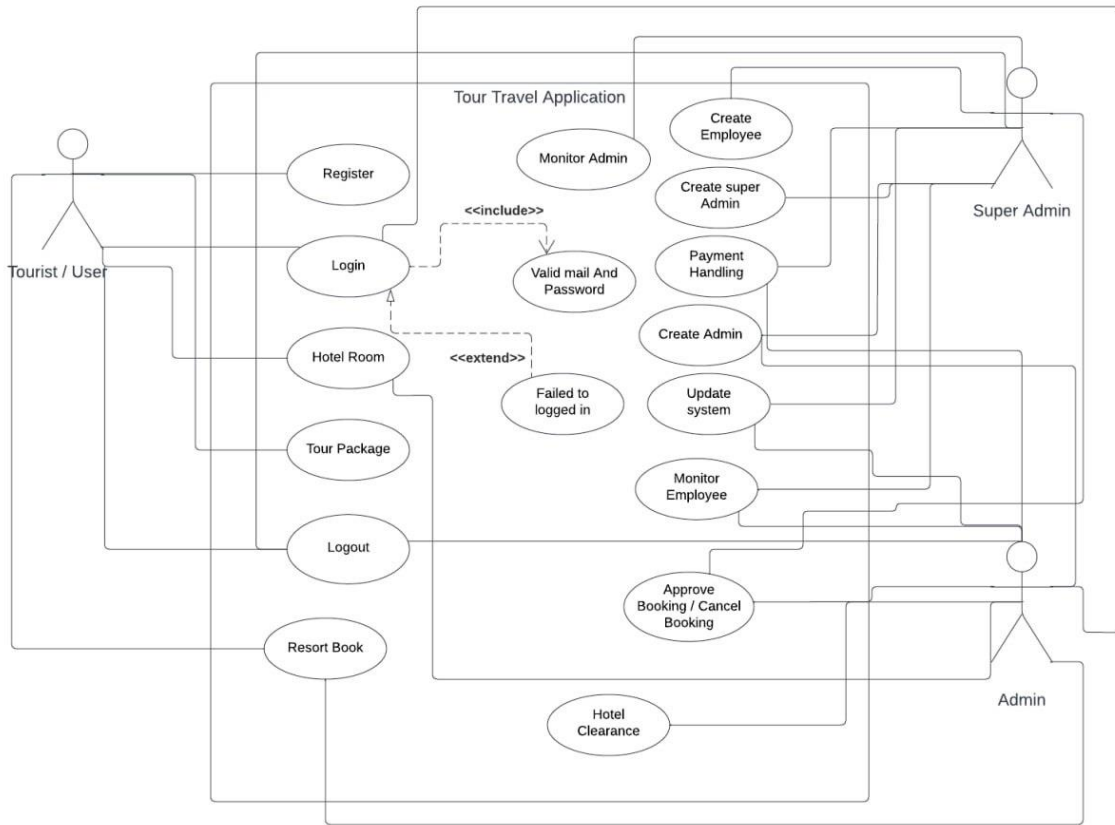 Tour Travel Application
Create
Employee
Monitor Admin
Register
Create super
Admin
Super Admin
<<include>>
Tourist / User
Login
Valid mail And
Password
Payment
Handling
Create Admin
Hotel Room
<<extend>>
Failed to
logged in
Update
system
Tour Package
Monitor
Employee
Logout
Approve
Booking / Cancel
Booking
Resort Book
Admin
Hotel
Clearance